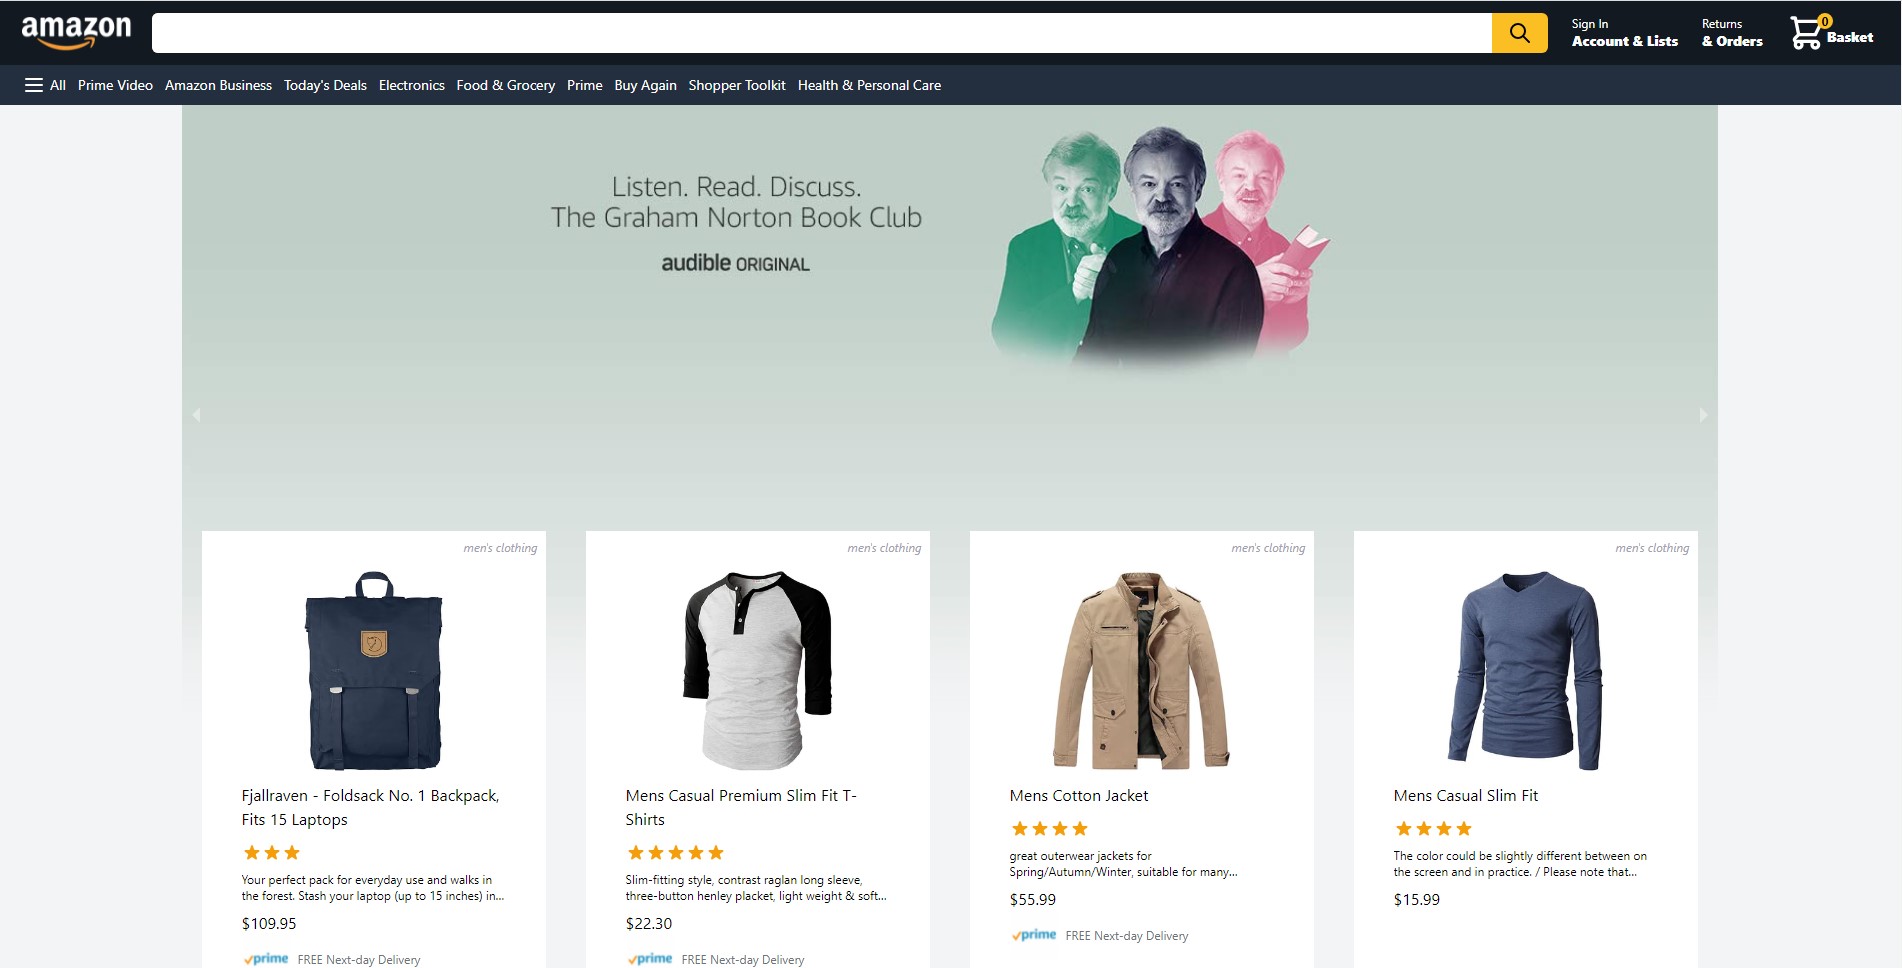 amazon
Sign In
Account & Lists
Returns
& Orders
0
Basket
All Prime Video Amazon Business Today's Deals Electronics Food & Grocery Prime Buy Again Shopper Toolkit Health & Personal Care
Listen. Read. Discuss.
The Graham Norton Book Club
audible ORIGINAL
men's clothing
Fjallraven - Foldsack No. 1 Backpack,
Fits 15 Laptops
Your perfect pack for everyday use and walks in
the forest. Stash your laptop (up to 15 inches) in...
$109.95
prime FREE Next-day Delivery
men's clothing
Mens Casual Premium Slim Fit T-
Shirts
Slim-fitting style, contrast raglan long sleeve,
three-button henley placket, light weight & soft...
$22.30
prime FREE Next-day Delivery
men's clothing
Mens Cotton Jacket
great outerwear jackets for
Spring/Autumn/Winter, suitable for many...
$55.99
prime FREE Next-day Delivery
men's clothing
Mens Casual Slim Fit
The color could be slightly different between on
the screen and in practice. / Please note that...
$15.99